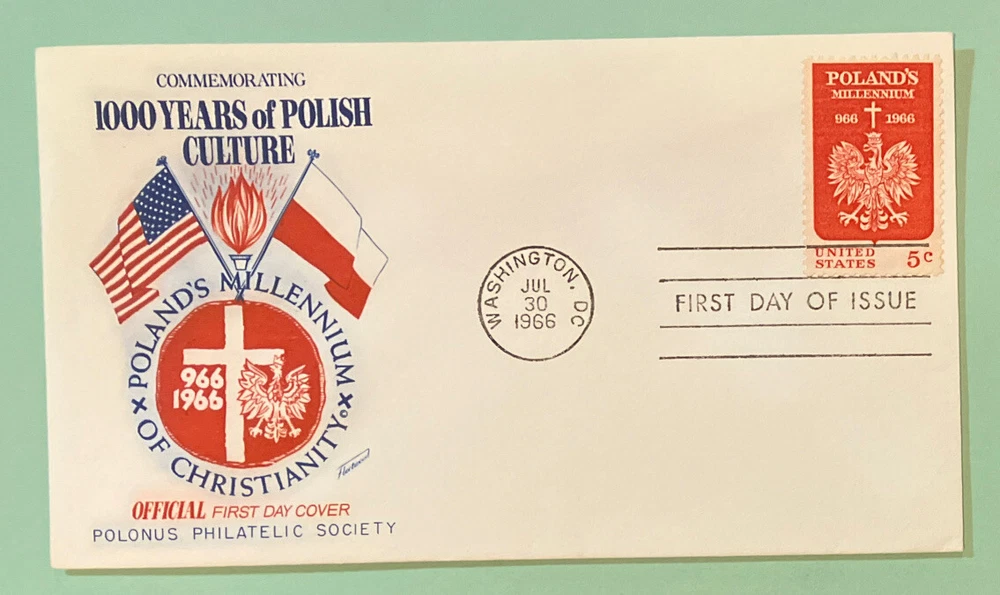 COMMEMORATING
1000 YEARS of POLISH
CULTURE
POLAND'S MILLENNIUM
OF CHRISTIANITY
966
1966
Fleetwood
OFFICIAL FIRST DAY COVER
POLONUS PHILATELIC SOCIETY
WASHINGTON, DC
JUL
30
1966
POLAND'S
MILLENNIUM
966 1966
UNITED
STATES 5c
FIRST DAY OF ISSUE